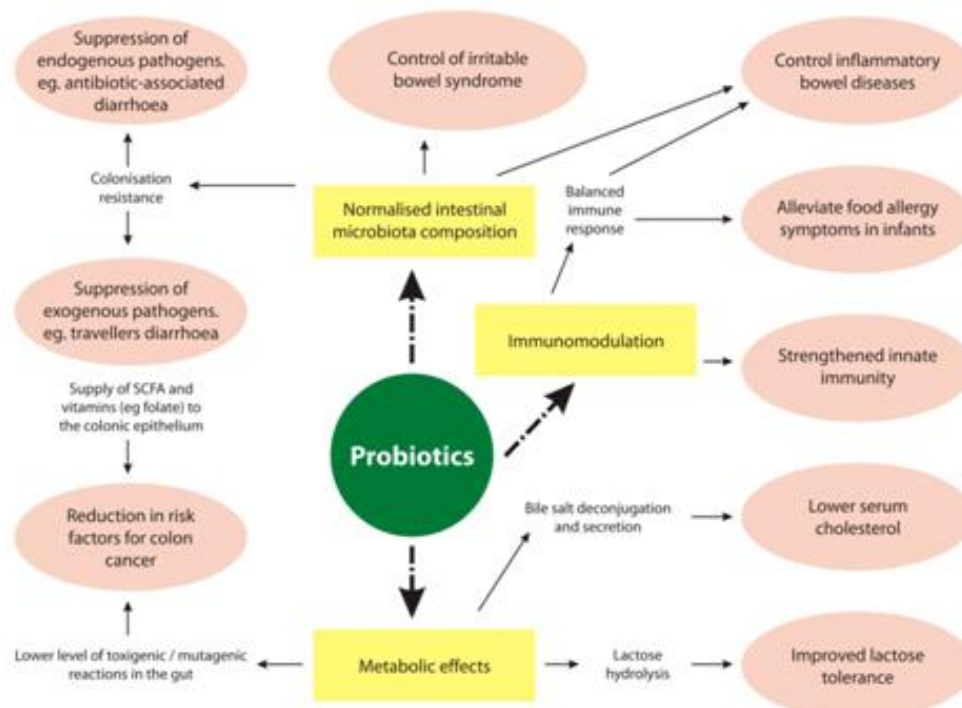 Suppression of
endogenous pathogens.
eg. antibiotic-associated
diarrhoea
Control of irritable
bowel syndrome
Control inflammatory
bowel diseases
Colonisation
resistance
Normalised intestinal
microbiota composition
Balanced
immune
response
Alleviate food allergy
symptoms in infants
Suppression of
exogenous pathogens.
eg. travellers diarrhoea
Immunomodulation
Strengthened innate
immunity
Supply of SCFA and
vitamins (eg folate) to
the colonic epithelium
Probiotics
Reduction in risk
factors for colon
cancer
Bile salt deconjugation
and secretion
Lower serum
cholesterol
Lower level of toxigenic / mutagenic
reactions in the gut
Metabolic effects
Lactose
hydrolysis
Improved lactose
tolerance